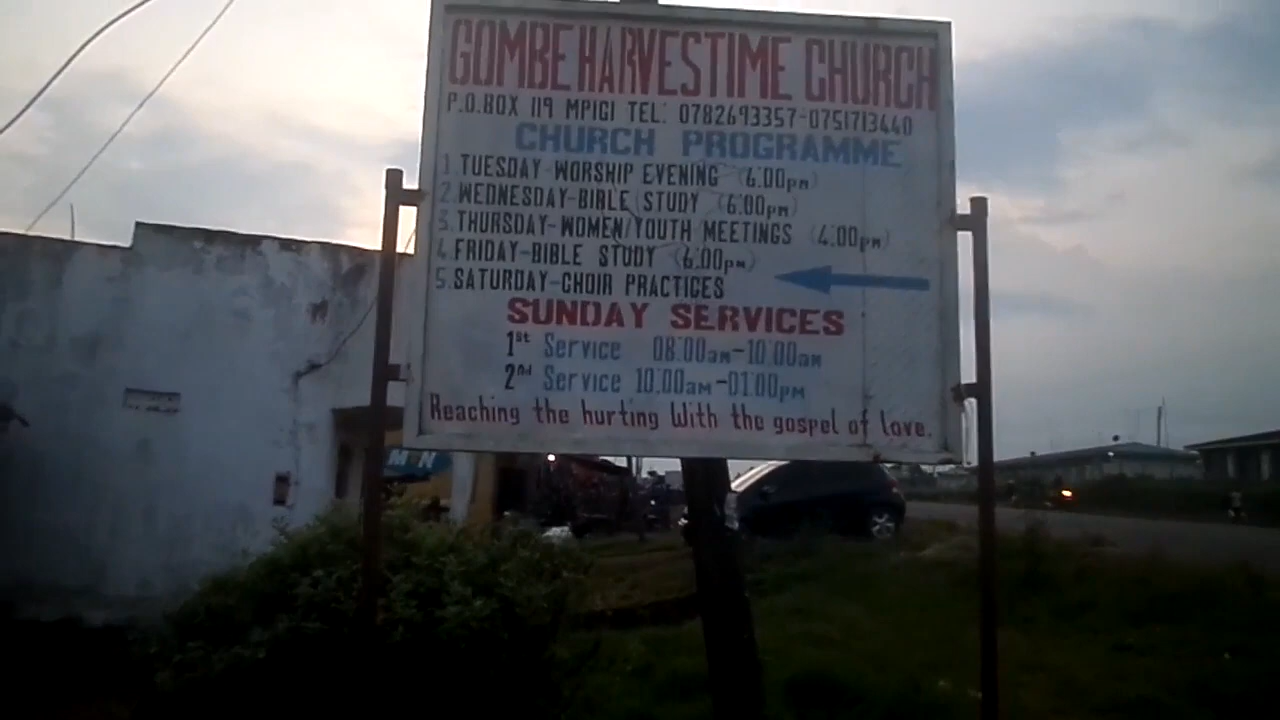 GOMBE HARVESTIME CHURCH
P.O.BOX 119 MPIGI TEL: 0782693357-0751713440
CHURCH PROGRAMME
1. TUESDAY-WORSHIP EVENING (6.00pm)
2. WEDNESDAY-BIBLE STUDY (6.00pm)
3. THURSDAY-WOMEN/YOUTH MEETINGS (4.00pm)
4. FRIDAY-BIBLE STUDY (6.00pm)
5. SATURDAY-CHOIR PRACTICES
SUNDAY SERVICES
1st Service 08.00am-10.00am
2nd Service 10.00am-01.00pm
Reaching the hurting With the gospel of love.
MTN